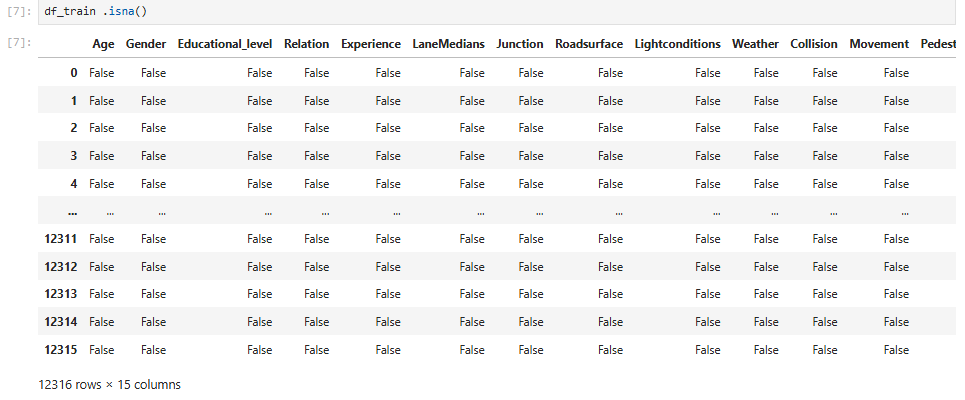 [7]: df_train .isna()
[7]:
Age Gender Educational_level Relation Experience LaneMedians Junction Roadsurface Lightconditions Weather Collision Movement Pedest
0 False False False False False False False False False False False False
1 False False False False False False False False False False False False
2 False False False False False False False False False False False False
3 False False False False False False False False False False False False
4 False False False False False False False False False False False False
... ... ... ... ... ... ... ... ... ... ... ... ...
12311 False False False False False False False False False False False False
12312 False False False False False False False False False False False False
12313 False False False False False False False False False False False False
12314 False False False False False False False False False False False False
12315 False False False False False False False False False False False False
12316 rows × 15 columns